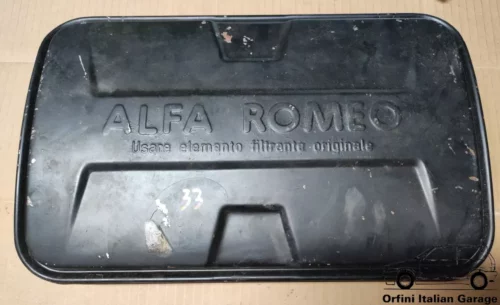 ALFA ROMEO
Usare elemento filtrante originale
33
Orfini Italian Garage